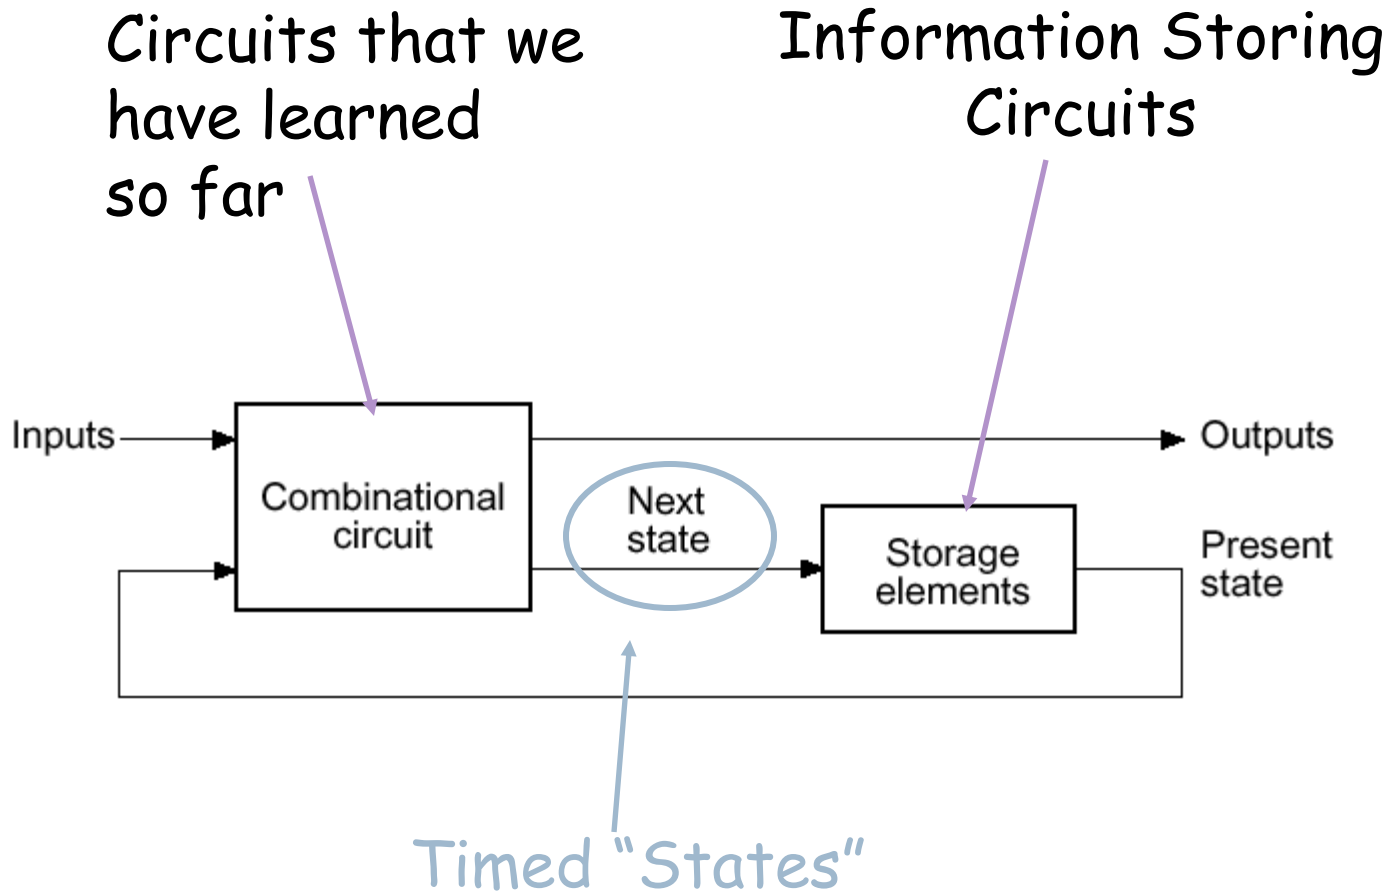 Circuits that we
have learned
so far
Information Storing
Circuits
Inputs
Combinational
circuit
Next
state
Storage
elements
Outputs
Present
state
Timed “States”